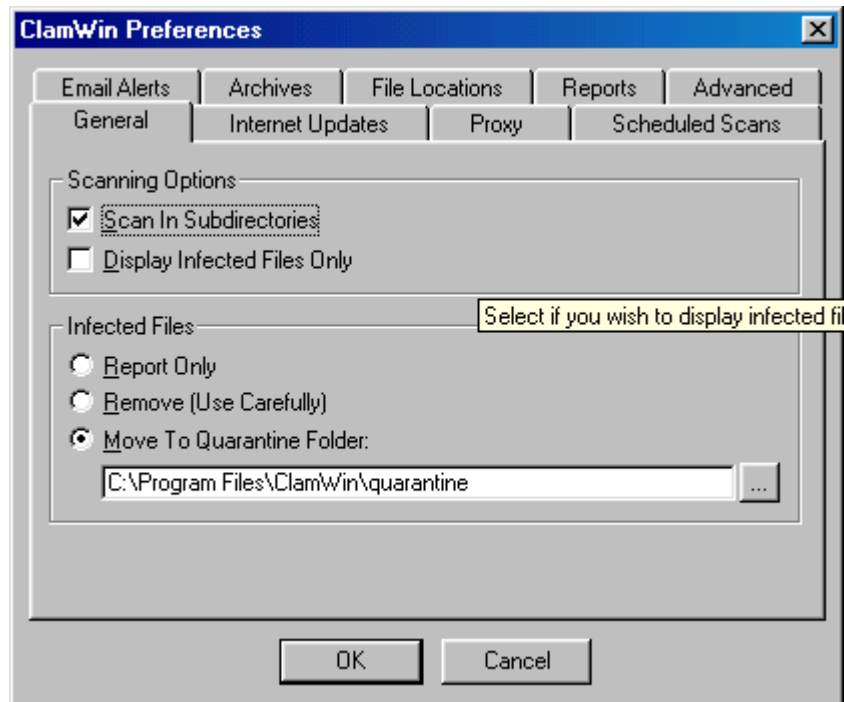 ClamWin Preferences
Email Alerts Archives File Locations Reports Advanced
General Internet Updates Proxy Scheduled Scans
Scanning Options
Scan In Subdirectories
Display Infected Files Only
Select if you wish to display infected fil
Infected Files
Report Only
Remove (Use Carefully)
Move To Quarantine Folder:
C:\Program Files\ClamWin\quarantine ...
OK Cancel